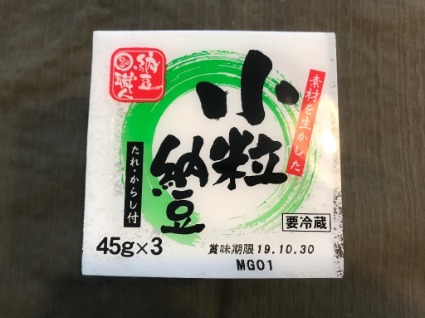 納豆
職人
小粒
納豆
素材を生かした
たれ・からし付
要冷蔵
45g×3
賞味期限19.10.30
MG01